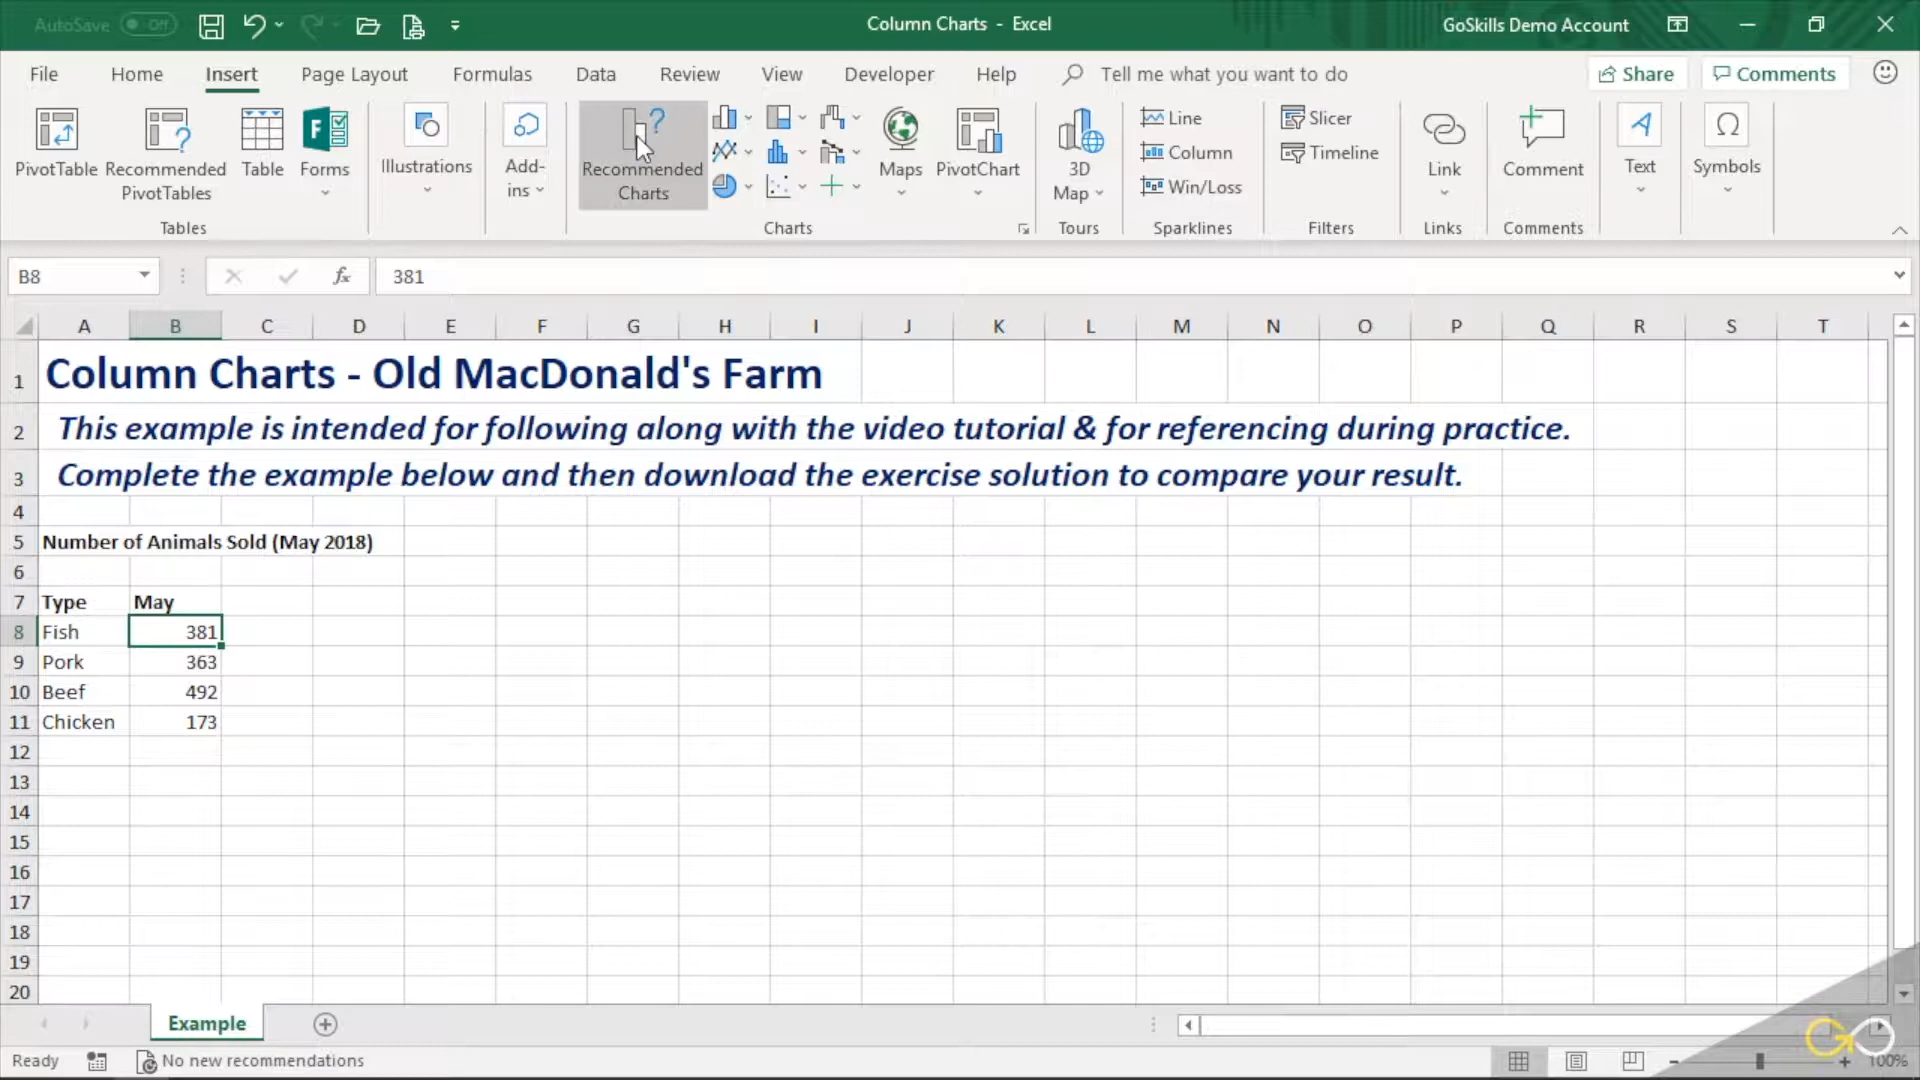 AutoSave Off
Column Charts - Excel
GoSkills Demo Account
File Home Insert Page Layout Formulas Data Review View Developer Help Tell me what you want to do Share Comments
PivotTable Recommended PivotTables Table Forms
Illustrations
Add-ins
Recommended Charts
Maps PivotChart
3D Map
Line
Column
Win/Loss
Slicer
Timeline
Link
Comment
Text
Symbols
Tables Charts Tours Sparklines Filters Links Comments
B8 fx 381
A B C D E F G H I J K L M N O P Q R S T
1 Column Charts - Old MacDonald's Farm
2 This example is intended for following along with the video tutorial & for referencing during practice.
3 Complete the example below and then download the exercise solution to compare your result.
4
5 Number of Animals Sold (May 2018)
6
7 Type May
8 Fish 381
9 Pork 363
10 Beef 492
11 Chicken 173
12
13
14
15
16
17
18
19
20
Example
Ready No new recommendations 100%